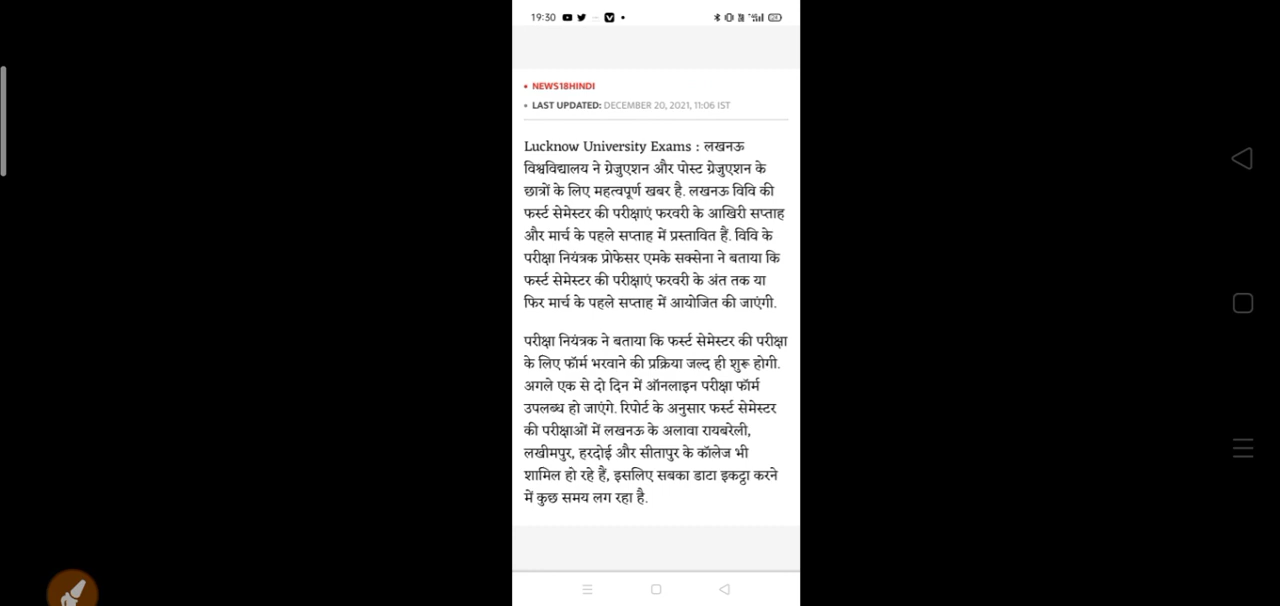 19:30
NEWS18HINDI
LAST UPDATED: DECEMBER 20, 2021, 11:06 IST
Lucknow University Exams : लखनऊ
विश्वविद्यालय ने ग्रेजुएशन और पोस्ट ग्रेजुएशन के
छात्रों के लिए महत्वपूर्ण खबर है. लखनऊ विवि की
फर्स्ट सेमेस्टर की परीक्षाएं फरवरी के आखिरी सप्ताह
और मार्च के पहले सप्ताह में प्रस्तावित हैं. विवि के
परीक्षा नियंत्रक प्रोफेसर एमके सक्सेना ने बताया कि
फर्स्ट सेमेस्टर की परीक्षाएं फरवरी के अंत तक या
फिर मार्च के पहले सप्ताह में आयोजित की जाएंगी.
परीक्षा नियंत्रक ने बताया कि फर्स्ट सेमेस्टर की परीक्षा
के लिए फॉर्म भरवाने की प्रक्रिया जल्द ही शुरू होगी.
अगले एक से दो दिन में ऑनलाइन परीक्षा फॉर्म
उपलब्ध हो जाएंगे. रिपोर्ट के अनुसार फर्स्ट सेमेस्टर
की परीक्षाओं में लखनऊ के अलावा रायबरेली,
लखीमपुर, हरदोई और सीतापुर के कॉलेज भी
शामिल हो रहे हैं, इसलिए सबका डाटा इकट्ठा करने
में कुछ समय लग रहा है.